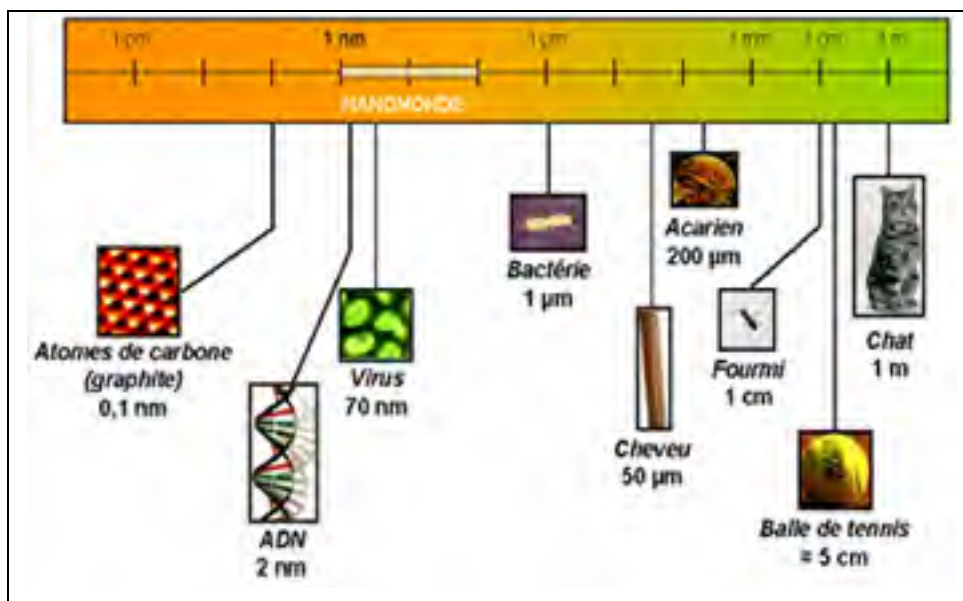 1 pm 1 nm 1 µm 1 mm 1 cm 1 m
NANOMONDE
Atomes de carbone
(graphite)
0,1 nm
ADN
2 nm
Virus
70 nm
Bactérie
1 µm
Cheveu
50 µm
Acarien
200 µm
Fourmi
1 cm
Balle de tennis
≈ 5 cm
Chat
1 m